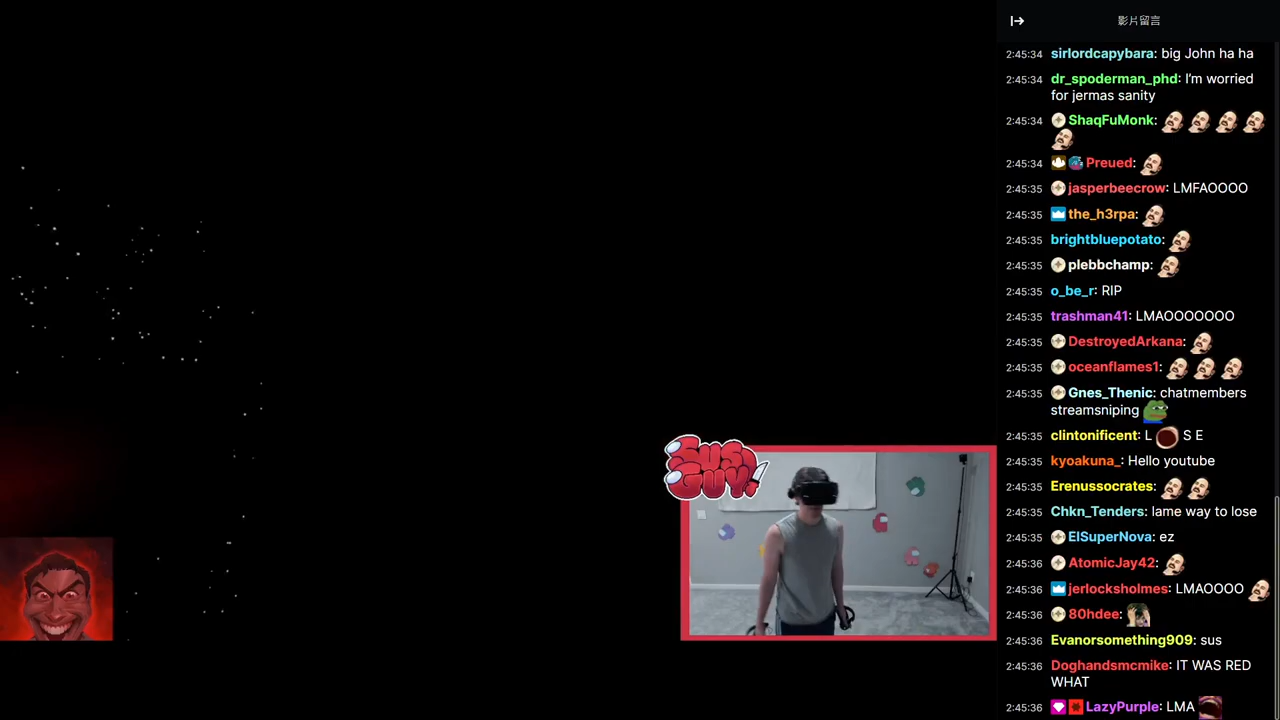 影片留言
2:45:34 sirlordcapybara: big John ha ha
2:45:34 dr_spoderman_phd: I'm worried
for jermas sanity
2:45:34 ShaqFuMonk:
2:45:34 Preued:
2:45:35 jasperbeecrow: LMFAOOOO
2:45:35 the_h3rpa:
2:45:35 brightbluepotato:
2:45:35 plebbchamp:
2:45:35 o_be_r: RIP
2:45:35 trashman41: LMAOOOOOOO
2:45:35 DestroyedArkana:
2:45:35 oceanflames1:
2:45:35 Gnes_Thenic: chatmembers
streamsniping
2:45:35 clintonificent: L S E
2:45:35 kyoakuna_: Hello youtube
2:45:35 Erenussocrates:
2:45:35 Chkn_Tenders: lame way to lose
2:45:35 ElSuperNova: ez
2:45:36 AtomicJay42:
2:45:36 jerlocksholmes: LMAOOOO
2:45:36 80hdee:
2:45:36 Evanorsomething909: sus
2:45:36 Doghandsmcmike: IT WAS RED
WHAT
2:45:36 LazyPurple: LMA
SUS
GUY!